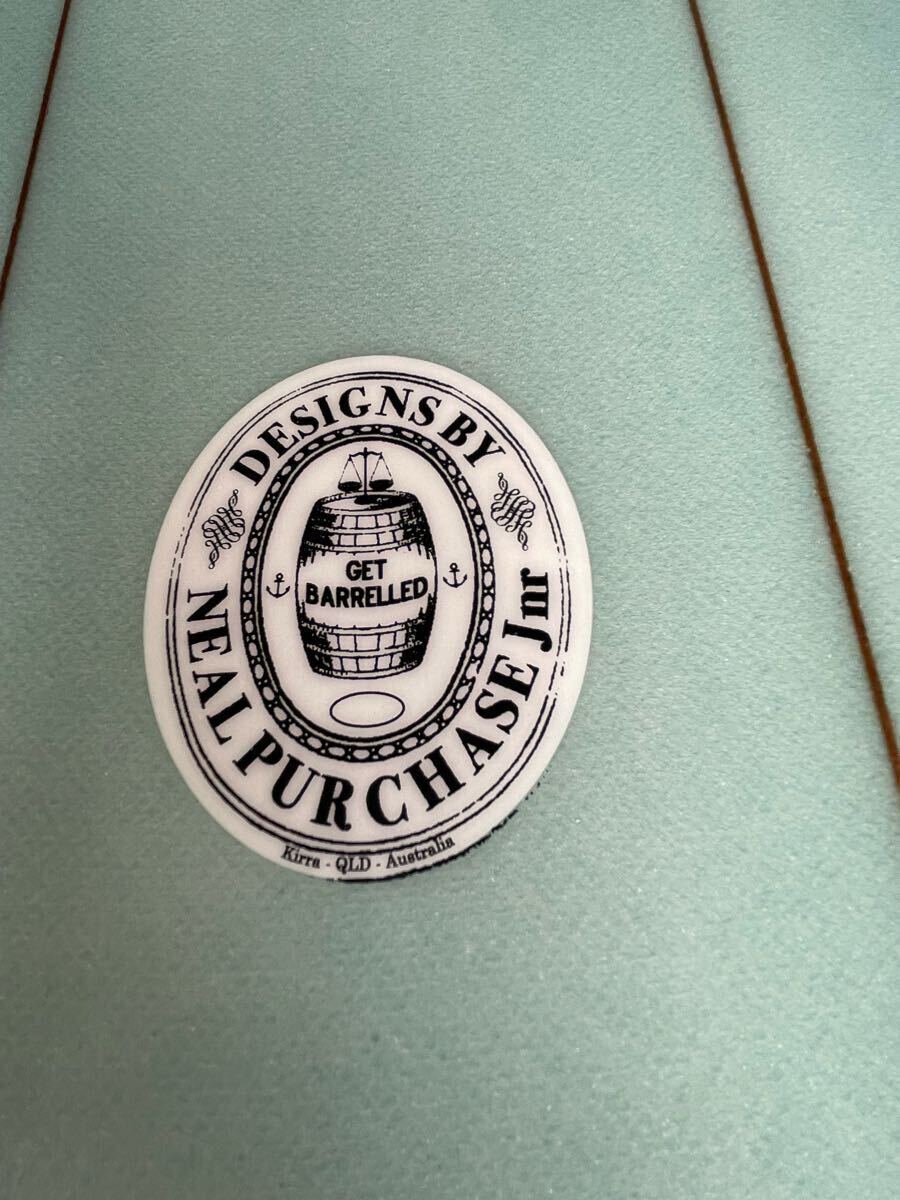 DESIGNS BY
GET
BARRELLED
NEAL PURCHASE Jnr
Kirra - QLD - Australia